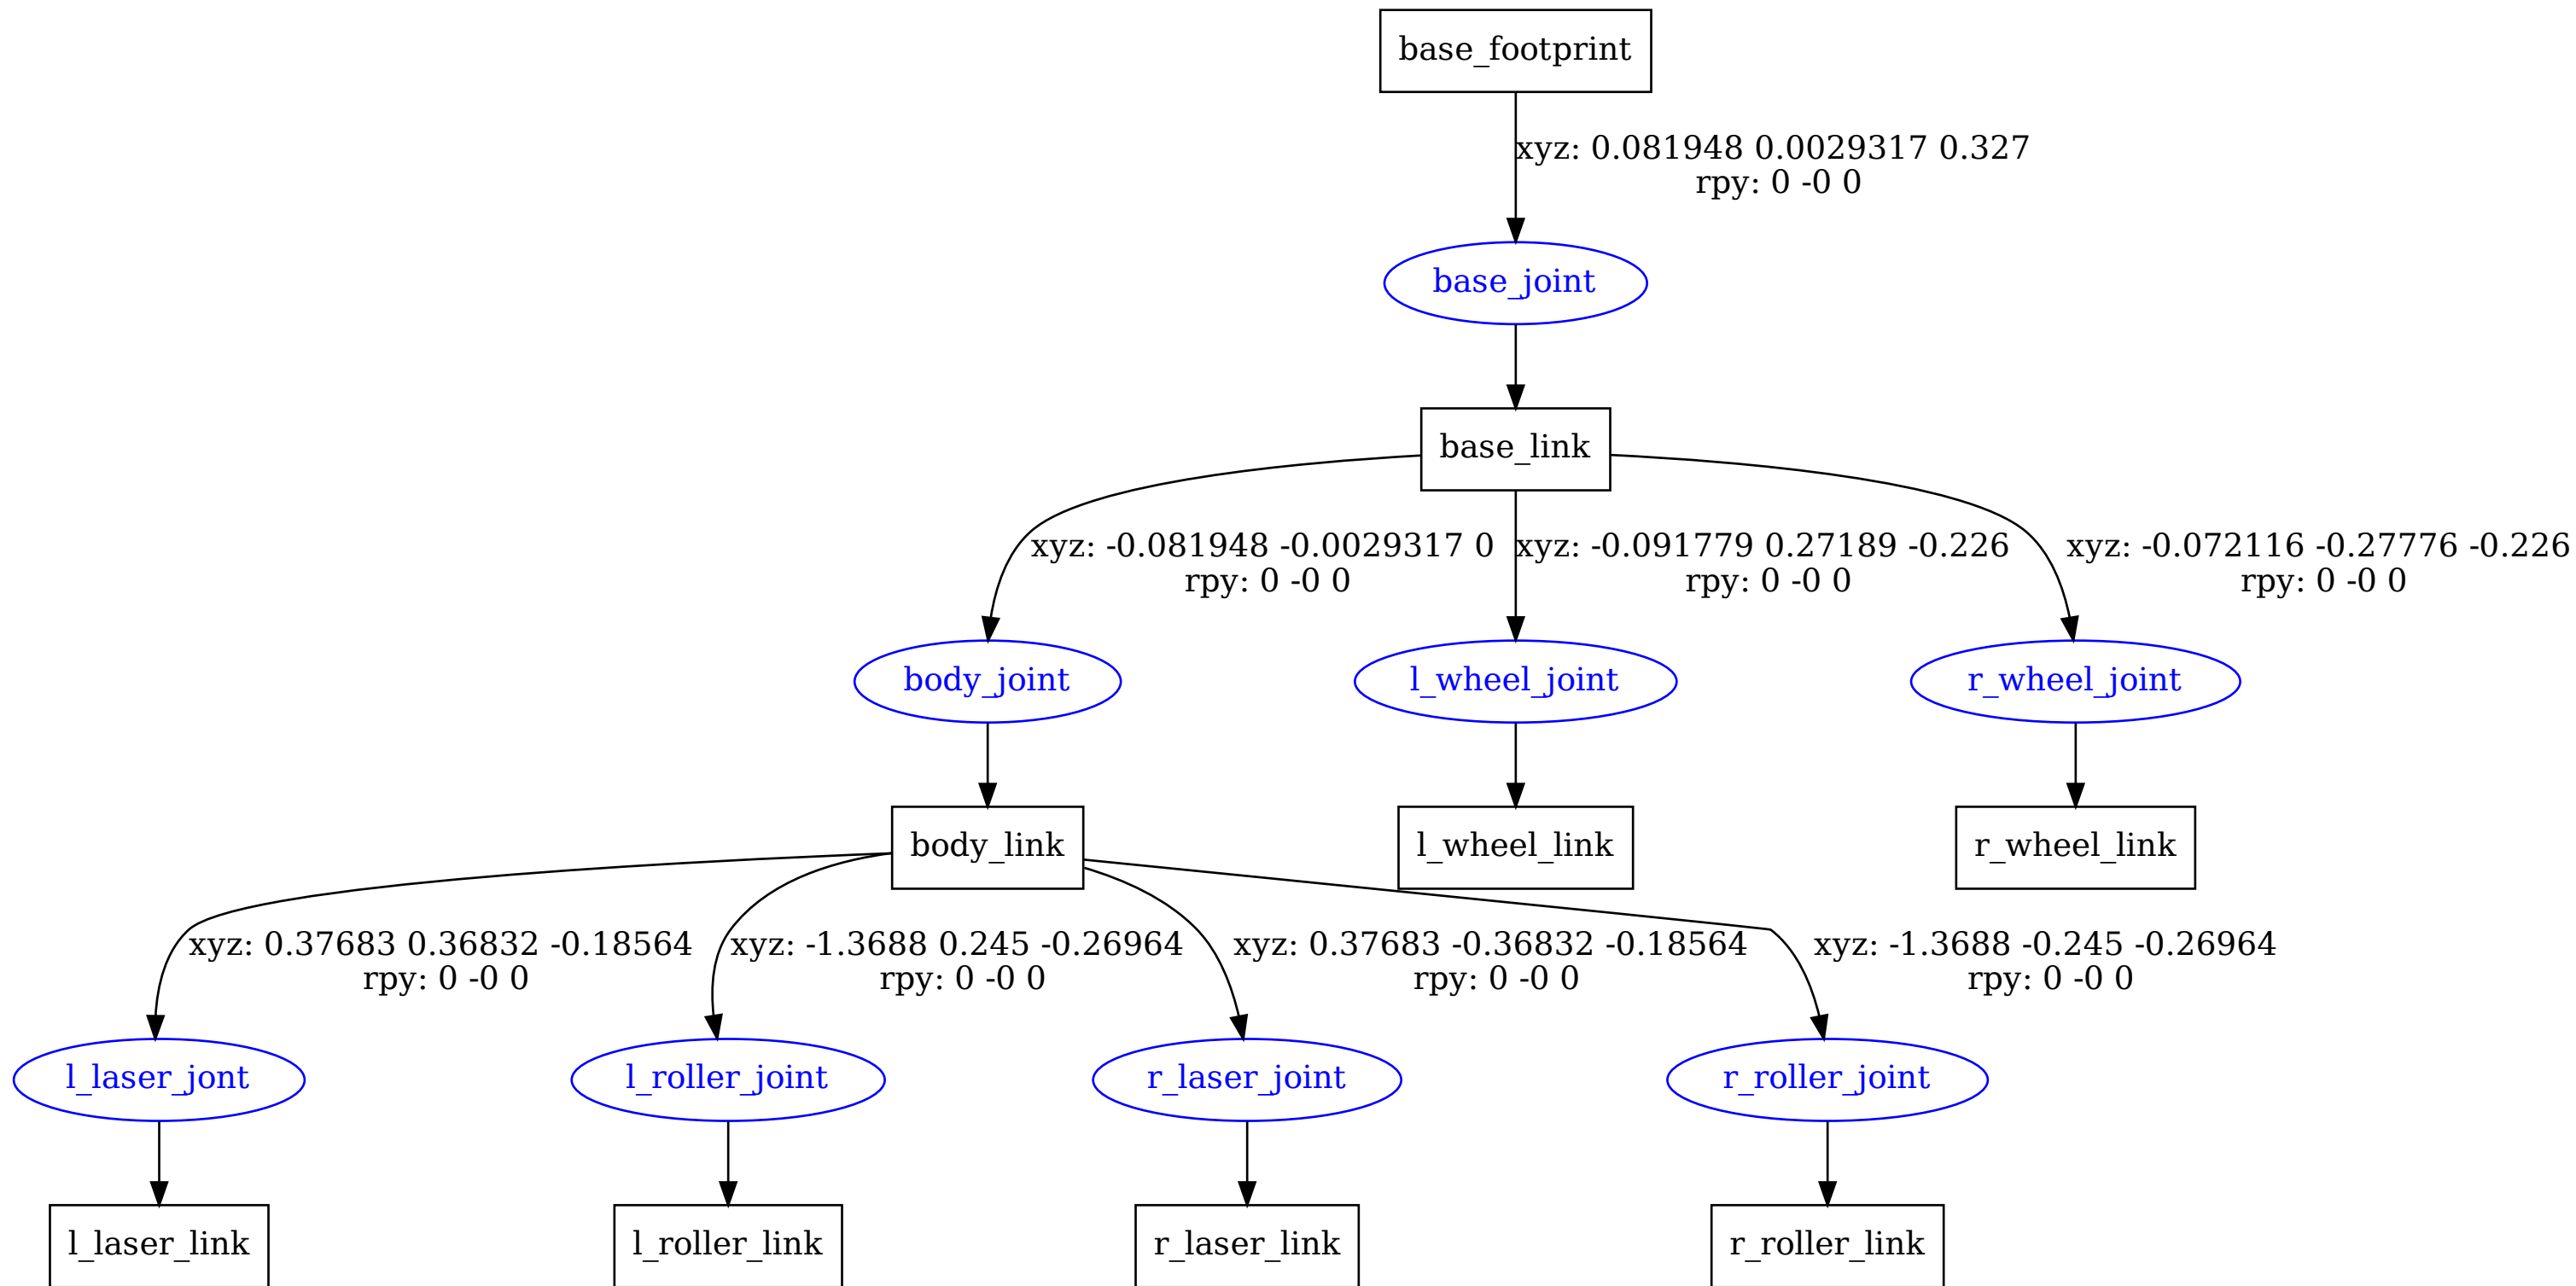 base_footprint
xyz: 0.081948 0.0029317 0.327
rpy: 0 -0 0
base_joint
base_link
xyz: -0.081948 -0.0029317 0
rpy: 0 -0 0
xyz: -0.091779 0.27189 -0.226
rpy: 0 -0 0
xyz: -0.072116 -0.27776 -0.226
rpy: 0 -0 0
body_joint
l_wheel_joint
r_wheel_joint
body_link
l_wheel_link
r_wheel_link
xyz: 0.37683 0.36832 -0.18564
rpy: 0 -0 0
xyz: -1.3688 0.245 -0.26964
rpy: 0 -0 0
xyz: 0.37683 -0.36832 -0.18564
rpy: 0 -0 0
xyz: -1.3688 -0.245 -0.26964
rpy: 0 -0 0
l_laser_jont
l_roller_joint
r_laser_joint
r_roller_joint
l_laser_link
l_roller_link
r_laser_link
r_roller_link